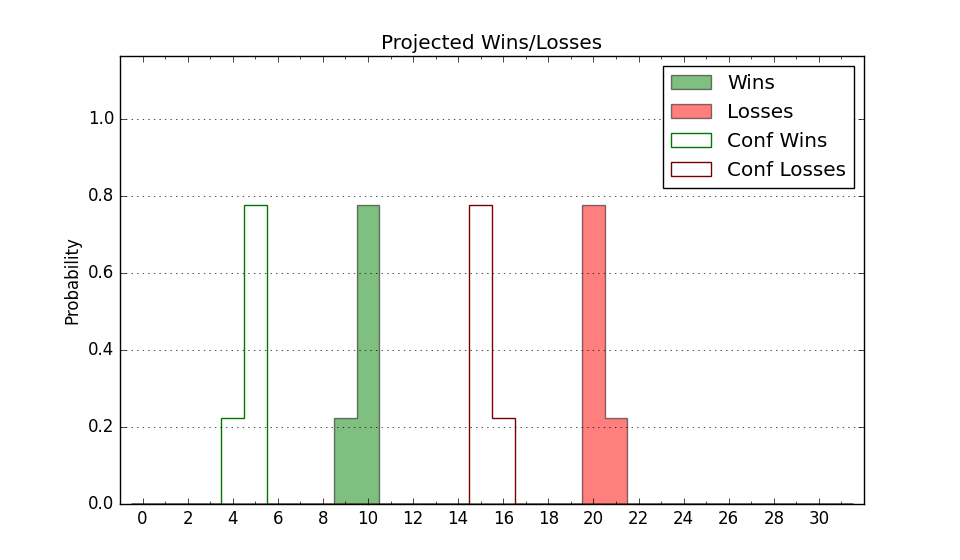 Projected Wins/Losses
Wins
Losses
Conf Wins
Conf Losses
Probability
1.0
0.8
0.6
0.4
0.2
0.0
0 2 4 6 8 10 12 14 16 18 20 22 24 26 28 30